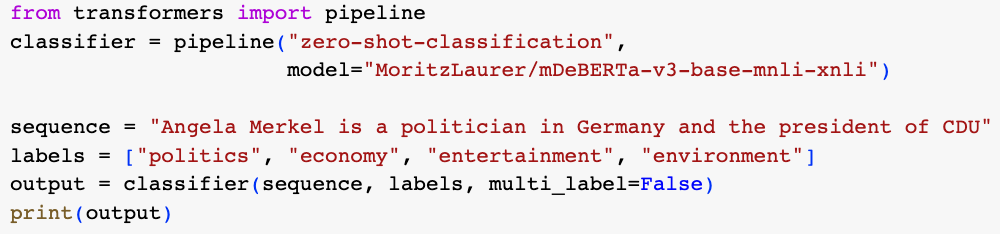 from transformers import pipeline
classifier = pipeline("zero-shot-classification",
model="MoritzLaurer/mDeBERTa-v3-base-mnli-xnli")
sequence = "Angela Merkel is a politician in Germany and the president of CDU"
labels = ["politics", "economy", "entertainment", "environment"]
output = classifier(sequence, labels, multi_label=False)
print(output)